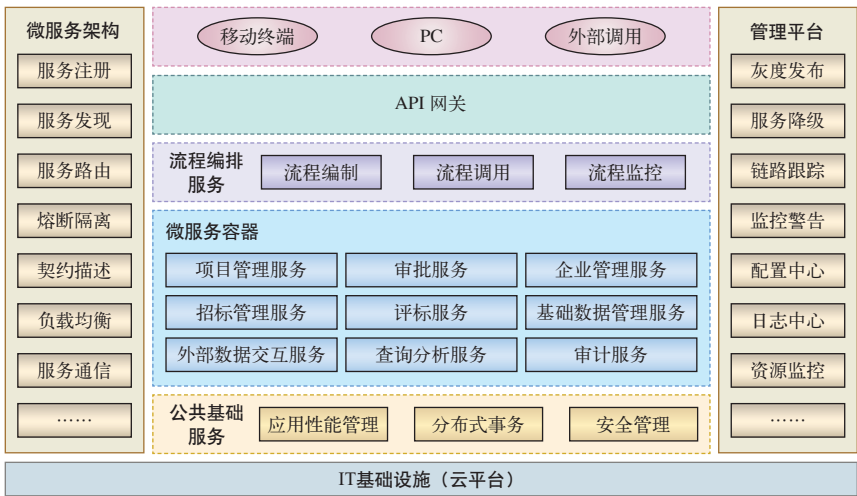 微服务架构
服务注册
服务发现
服务路由
熔断隔离
契约描述
负载均衡
服务通信
……
移动终端
PC
外部调用
API 网关
流程编排
服务
流程编制
流程调用
流程监控
微服务容器
项目管理服务
审批服务
企业管理服务
招标管理服务
评标服务
基础数据管理服务
外部数据交互服务
查询分析服务
审计服务
公共基础
服务
应用性能管理
分布式事务
安全管理
管理平台
灰度发布
服务降级
链路跟踪
监控警告
配置中心
日志中心
资源监控
……
IT基础设施（云平台）